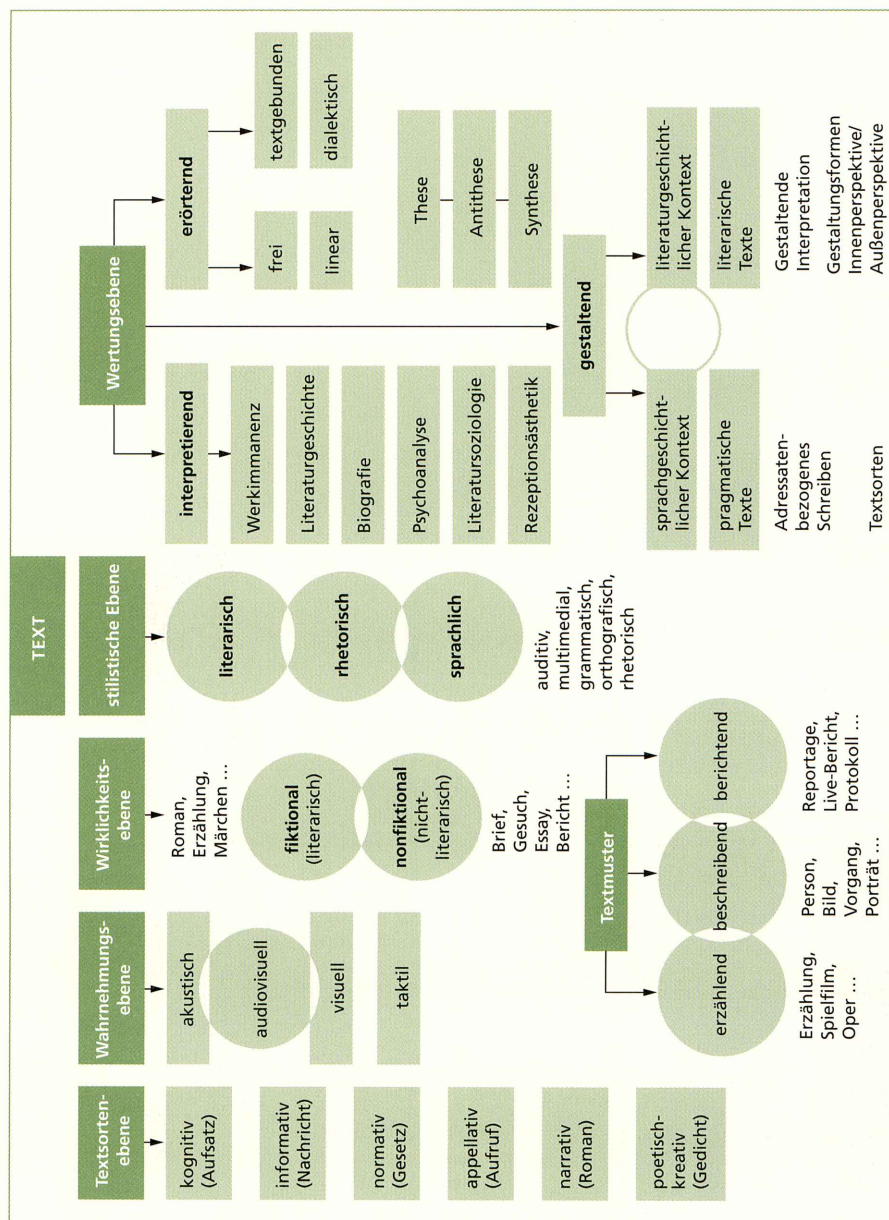 TEXT
Textsorten-
ebene
kognitiv
(Aufsatz)
informativ
(Nachricht)
normativ
(Gesetz)
appellativ
(Aufruf)
narrativ
(Roman)
poetisch-
kreativ
(Gedicht)
Wahrnehmungs-
ebene
akustisch
audiovisuell
visuell
taktil
Wirklichkeits-
ebene
Roman,
Erzählung,
Märchen ...
fiktional
(literarisch)
nonfiktional
(nicht-
literarisch)
Brief,
Gesuch,
Essay,
Bericht ...
Textmuster
erzählend
Erzählung,
Spielfilm,
Oper ...
beschreibend
Person,
Bild,
Vorgang,
Porträt ...
berichtend
Reportage,
Live-Bericht,
Protokoll ...
stilistische Ebene
literarisch
rhetorisch
sprachlich
auditiv,
multimedial,
grammatisch,
orthografisch,
rhetorisch
Wertungsebene
interpretierend
Werkimmanenz
Literaturgeschichte
Biografie
Psychoanalyse
Literatursoziologie
Rezeptionsästhetik
erörternd
frei
linear
textgebunden
dialektisch
These
Antithese
Synthese
gestaltend
sprachgeschicht-
licher Kontext
pragmatische
Texte
Adressaten-
bezogenes
Schreiben
Textsorten
literaturgeschicht-
licher Kontext
literarische
Texte
Gestaltende
Interpretation
Gestaltungsformen
Innenperspektive/
Außenperspektive